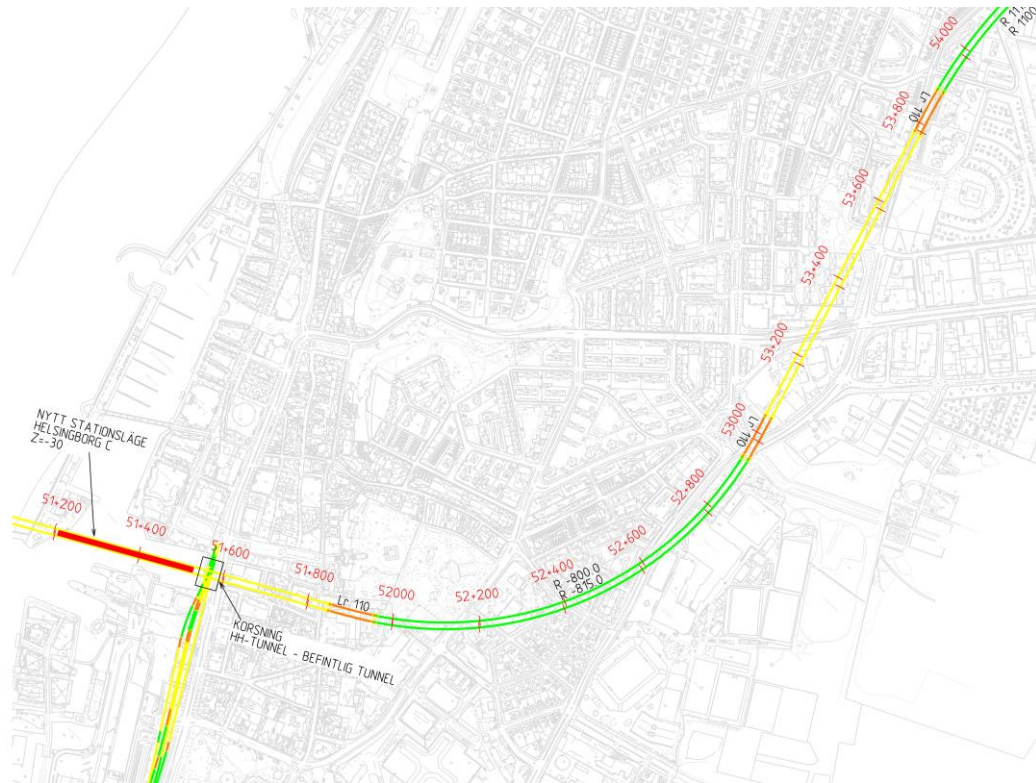 R 11
R 1100
54000
Lr 110
53+800
53+600
53+400
53+200
53000
Lr 110
52+800
52+600
R -800.0
R -815.0
52+400
52+200
52000
Lr 110
51+800
51+600
51+400
51+200
NYTT STATIONSLÄGE
HELSINGBORG C
Z=-30
KORSNING
HH-TUNNEL - BEFINTLIG TUNNEL